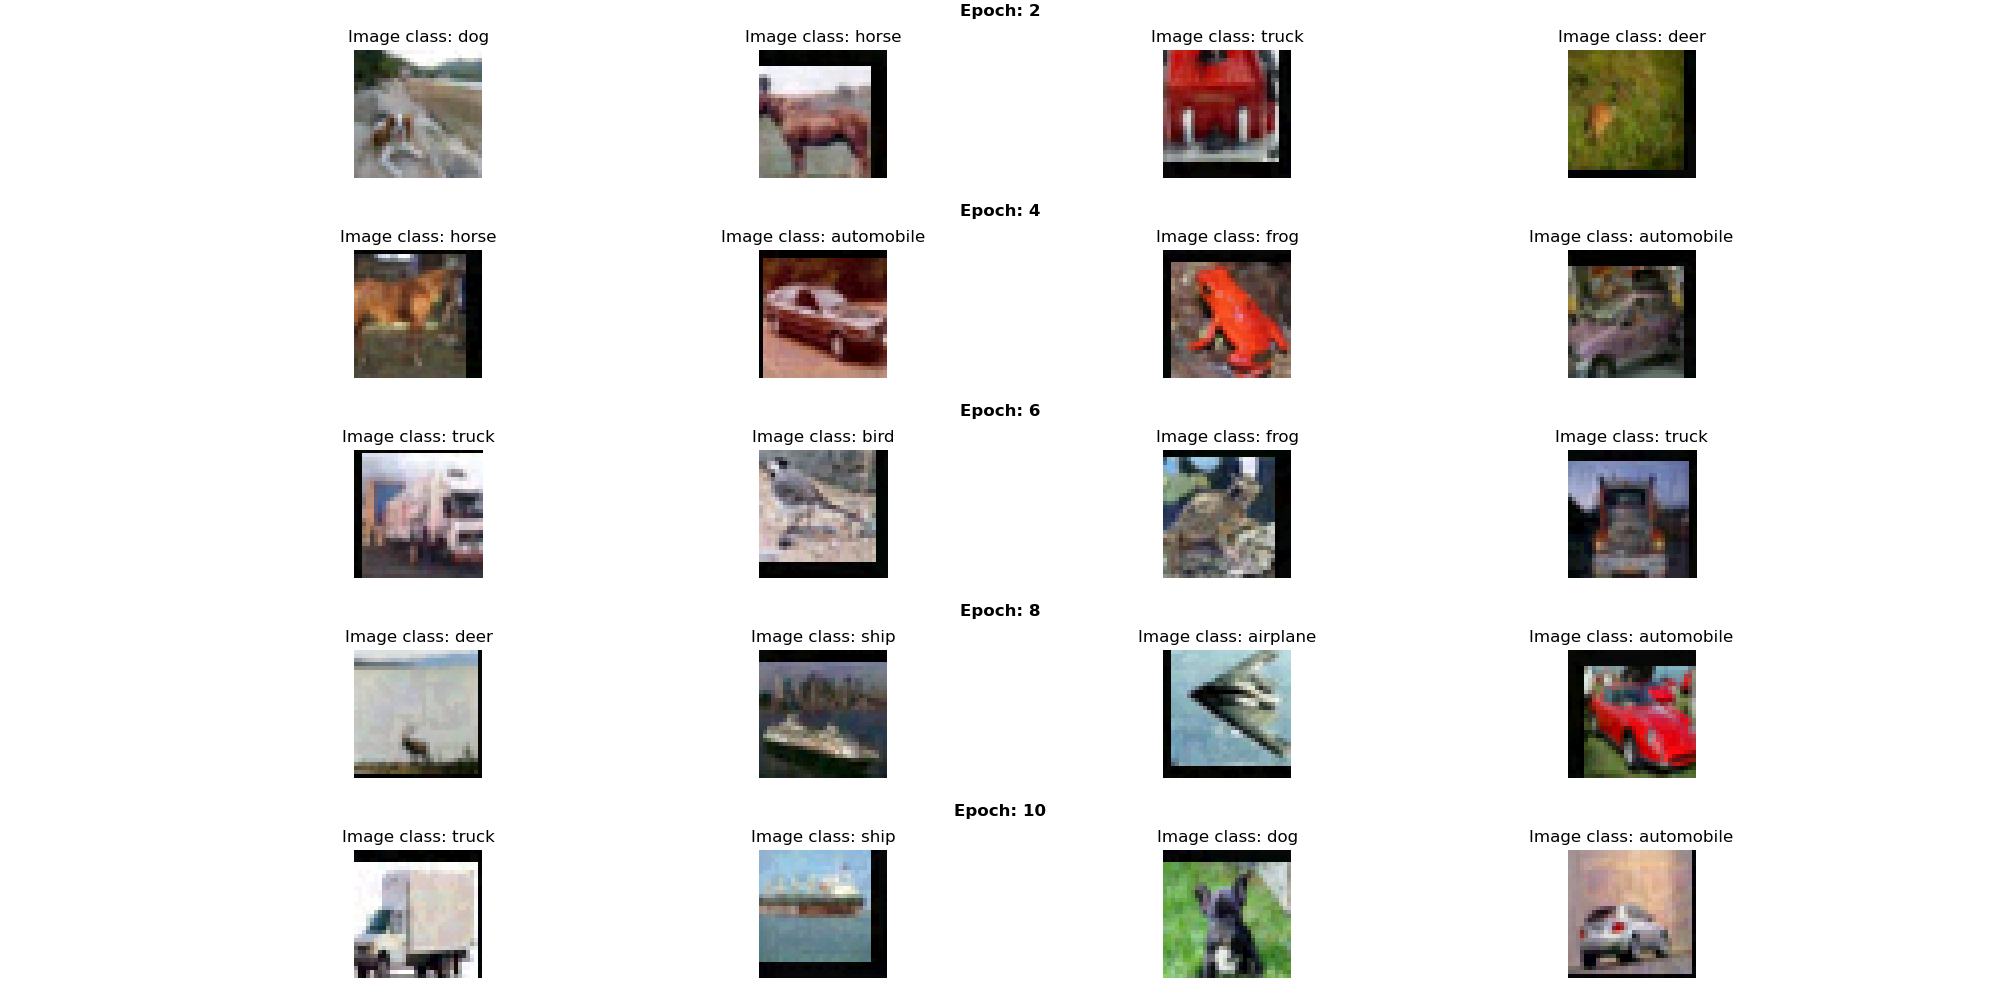 Epoch: 2
Image class: dog
Image class: horse
Image class: truck
Image class: deer
Epoch: 4
Image class: horse
Image class: automobile
Image class: frog
Image class: automobile
Epoch: 6
Image class: truck
Image class: bird
Image class: frog
Image class: truck
Epoch: 8
Image class: deer
Image class: ship
Image class: airplane
Image class: automobile
Epoch: 10
Image class: truck
Image class: ship
Image class: dog
Image class: automobile